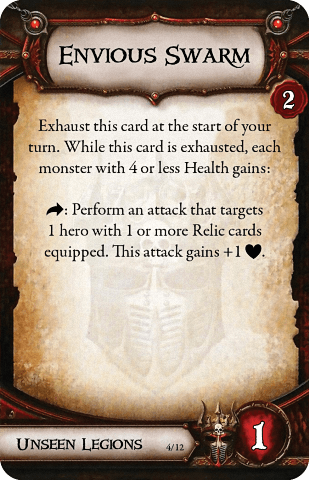 Envious Swarm
2
Exhaust this card at the start of your
turn. While this card is exhausted, each
monster with 4 or less Health gains:
: Perform an attack that targets
1 hero with 1 or more Relic cards
equipped. This attack gains +1 .
Unseen Legions
4/12
1